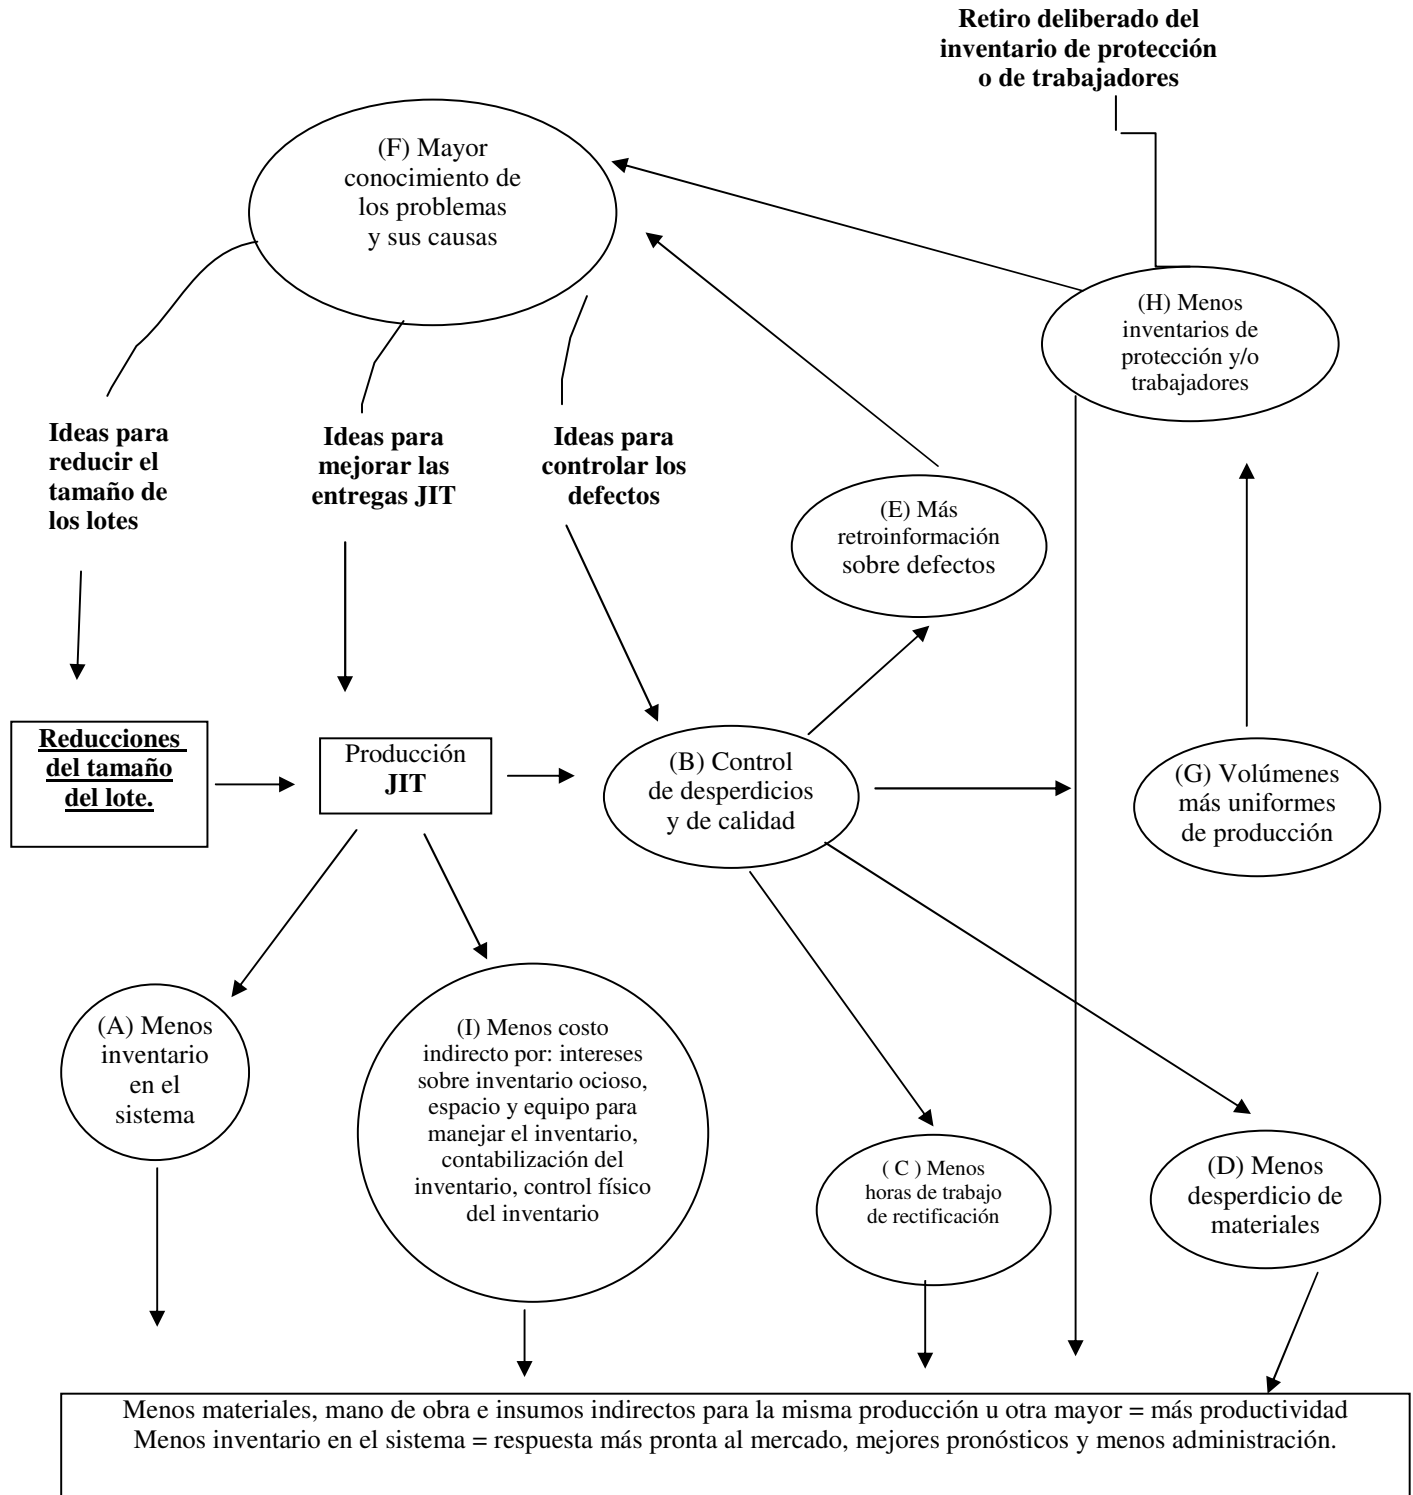 Retiro deliberado del
inventario de protección
o de trabajadores
(F) Mayor
conocimiento de
los problemas
y sus causas
(H) Menos
inventarios de
protección y/o
trabajadores
Ideas para
reducir el
tamaño de
los lotes
Ideas para
mejorar las
entregas JIT
Ideas para
controlar los
defectos
(E) Más
retroinformación
sobre defectos
Reducciones
del tamaño
del lote.
Producción
JIT
(B) Control
de desperdicios
y de calidad
(G) Volúmenes
más uniformes
de producción
(A) Menos
inventario
en el
sistema
(I) Menos costo
indirecto por: intereses
sobre inventario ocioso,
espacio y equipo para
manejar el inventario,
contabilización del
inventario, control físico
del inventario
( C ) Menos
horas de trabajo
de rectificación
(D) Menos
desperdicio de
materiales
Menos materiales, mano de obra e insumos indirectos para la misma producción u otra mayor = más productividad
Menos inventario en el sistema = respuesta más pronta al mercado, mejores pronósticos y menos administración.